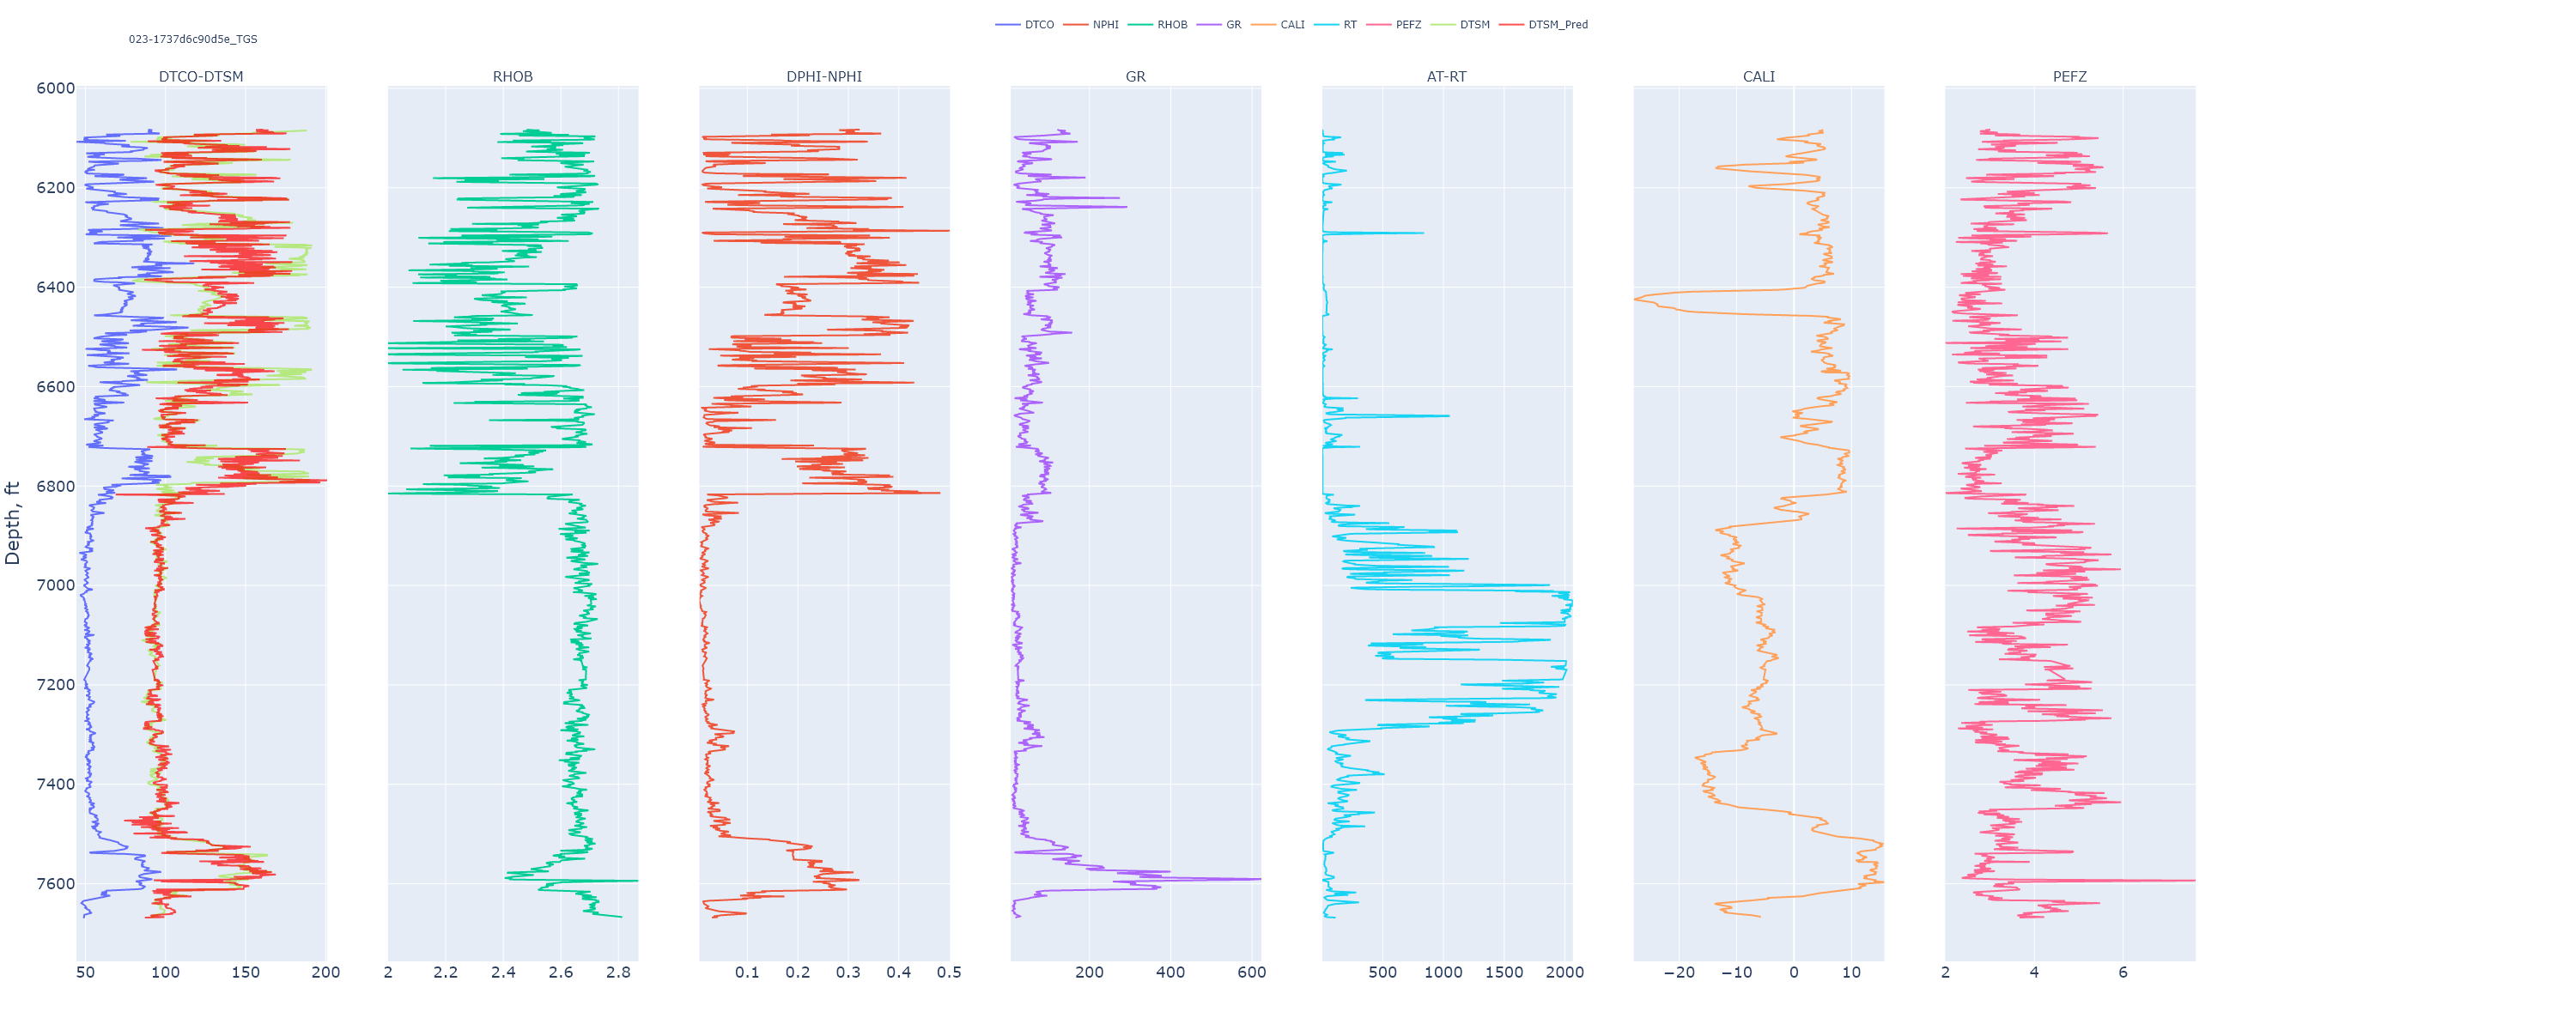 DTCO NPHI RHOB GR CALI RT PEFZ DTSM DTSM_Pred
023-1737d6c90d5e_TGS
DTCO-DTSM RHOB DPHI-NPHI GR AT-RT CALI PEFZ
6000
6200
6400
6600
6800
7000
7200
7400
7600
Depth, ft
50 100 150 200 2 2.2 2.4 2.6 2.8 0.1 0.2 0.3 0.4 0.5 200 400 600 500 1000 1500 2000 −20 −10 0 10 2 4 6